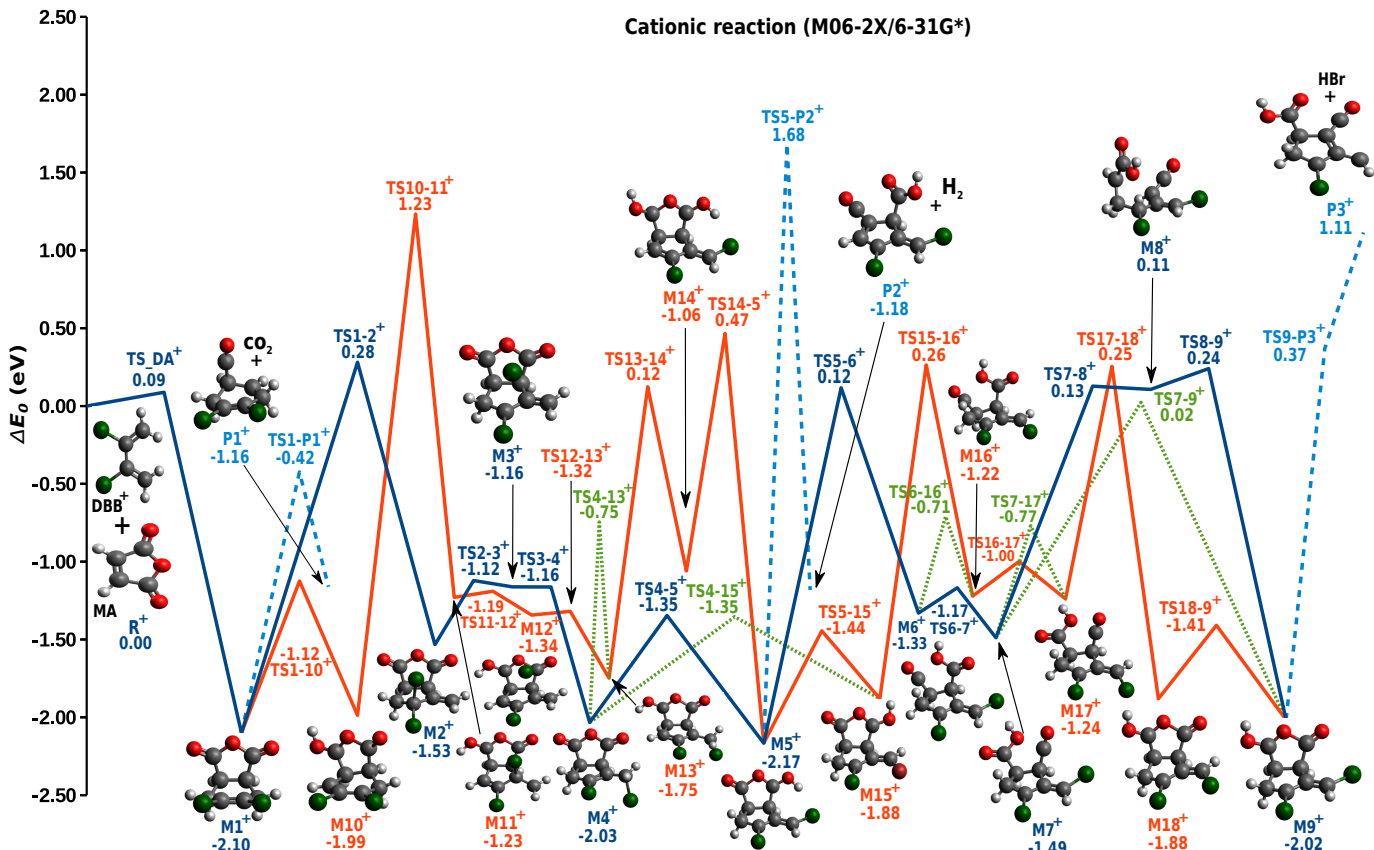 Cationic reaction (M06-2X/6-31G*)
ΔE₀ (eV)
2.50
2.00
1.50
1.00
0.50
0.00
-0.50
-1.00
-1.50
-2.00
-2.50
TS_DA⁺
0.09
DBB⁺
+
MA
R⁺
0.00
CO₂
+
P1⁺
-1.16
TS1-P1⁺
-0.42
TS1-2⁺
0.28
TS10-11⁺
1.23
-1.12
TS1-10⁺
M1⁺
-2.10
M10⁺
-1.99
M2⁺
-1.53
M3⁺
-1.16
TS2-3⁺
-1.12
TS3-4⁺
-1.16
-1.19
TS11-12⁺
M12⁺
-1.34
TS12-13⁺
-1.32
M11⁺
-1.23
M4⁺
-2.03
TS4-13⁺
-0.75
TS13-14⁺
0.12
M14⁺
-1.06
TS14-5⁺
0.47
TS4-5⁺
-1.35
TS4-15⁺
-1.35
M13⁺
-1.75
M5⁺
-2.17
TS5-P2⁺
1.68
+ H₂
P2⁺
-1.18
TS5-6⁺
0.12
TS5-15⁺
-1.44
M15⁺
-1.88
TS15-16⁺
0.26
TS6-16⁺
-0.71
M6⁺
-1.33
-1.17
TS6-7⁺
M16⁺
-1.22
TS16-17⁺
-1.00
TS7-17⁺
-0.77
M7⁺
-1.49
M17⁺
-1.24
TS7-8⁺
0.13
M8⁺
0.11
TS17-18⁺
0.25
TS8-9⁺
0.24
TS7-9⁺
0.02
TS18-9⁺
-1.41
M18⁺
-1.88
M9⁺
-2.02
TS9-P3⁺
0.37
HBr
+
P3⁺
1.11